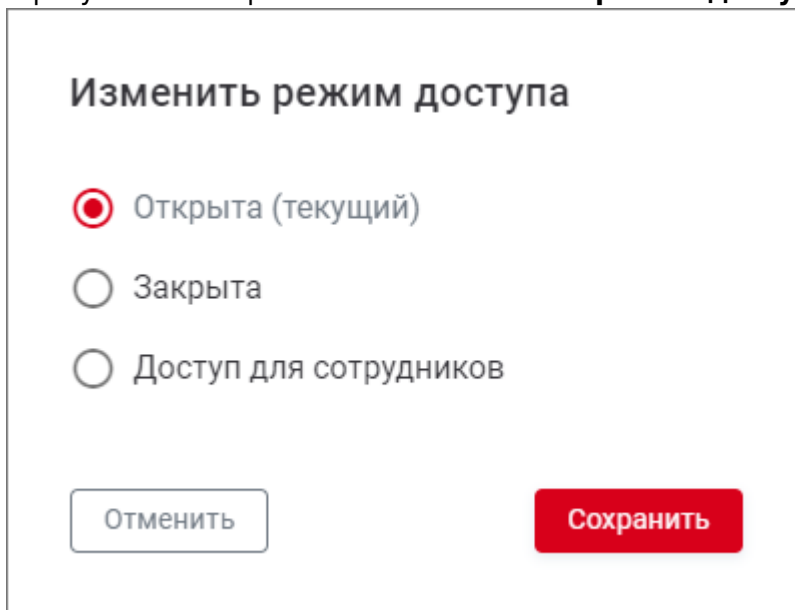 Изменить режим доступа
Открыта (текущий)
Закрыта
Доступ для сотрудников
Отменить
Сохранить